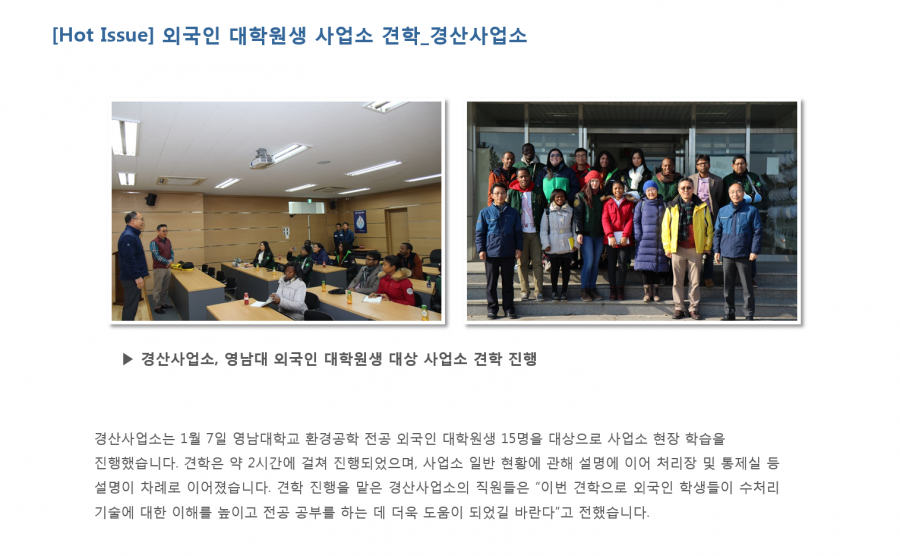 [Hot Issue] 외국인 대학원생 사업소 견학_경산사업소
▶ 경산사업소, 영남대 외국인 대학원생 대상 사업소 견학 진행
경산사업소는 1월 7일 영남대학교 환경공학 전공 외국인 대학원생 15명을 대상으로 사업소 현장 학습을
진행했습니다. 견학은 약 2시간에 걸쳐 진행되었으며, 사업소 일반 현황에 관해 설명에 이어 처리장 및 통제실 등
설명이 차례로 이어졌습니다. 견학 진행을 맡은 경산사업소의 직원들은 “이번 견학으로 외국인 학생들이 수처리
기술에 대한 이해를 높이고 전공 공부를 하는 데 더욱 도움이 되었길 바란다”고 전했습니다.